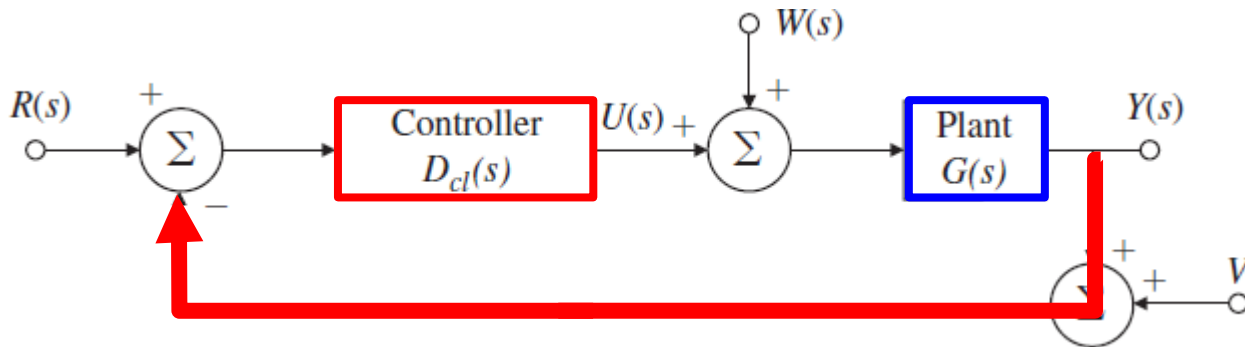 W(s)
R(s)
+
Σ
−
Controller
D_cl(s)
U(s)
+
+
Σ
Plant
G(s)
Y(s)
+
+
Σ
V